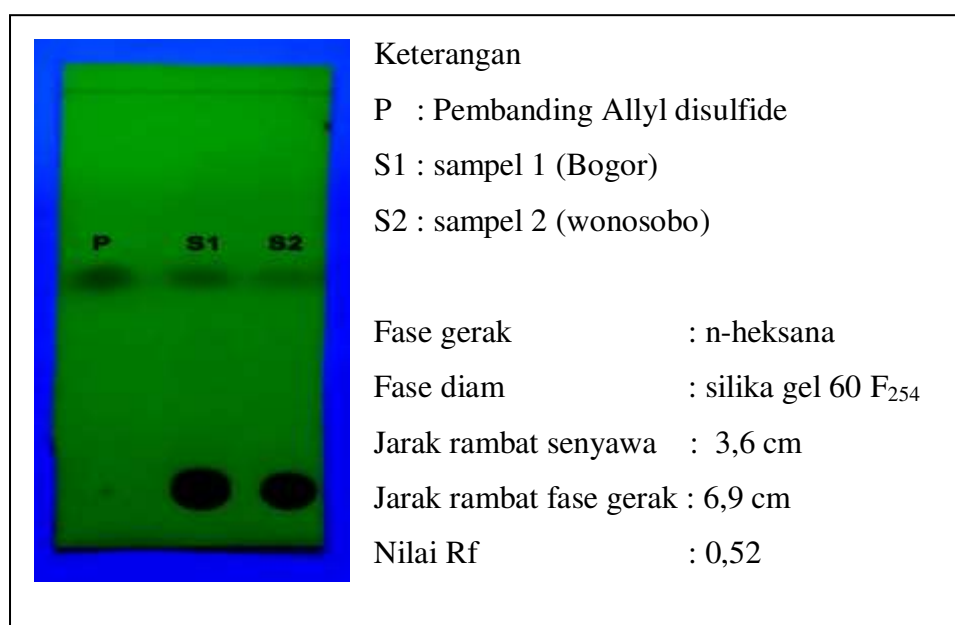 Keterangan
P : Pembanding Allyl disulfide
S1 : sampel 1 (Bogor)
S2 : sampel 2 (wonosobo)
P S1 S2
Fase gerak : n-heksana
Fase diam : silika gel 60 F₂₅₄
Jarak rambat senyawa : 3,6 cm
Jarak rambat fase gerak : 6,9 cm
Nilai Rf : 0,52